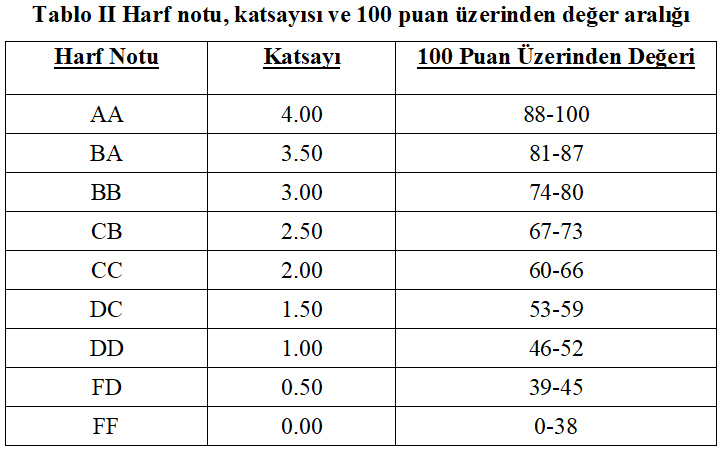 Tablo II Harf notu, katsayısı ve 100 puan üzerinden değer aralığı
Harf Notu Katsayı 100 Puan Üzerinden Değeri
AA 4.00 88-100
BA 3.50 81-87
BB 3.00 74-80
CB 2.50 67-73
CC 2.00 60-66
DC 1.50 53-59
DD 1.00 46-52
FD 0.50 39-45
FF 0.00 0-38